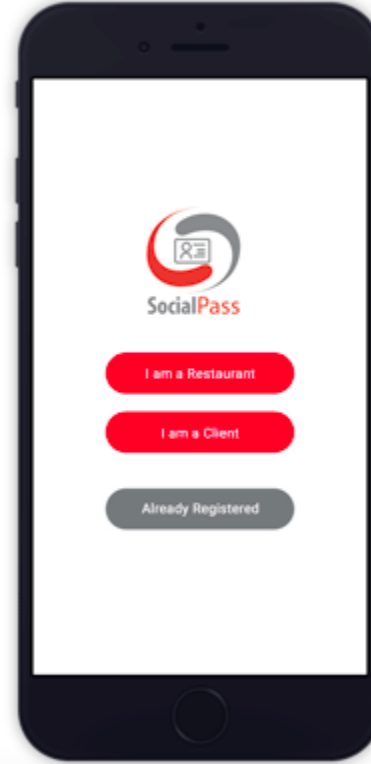 SocialPass
I am a Restaurant
I am a Client
Already Registered